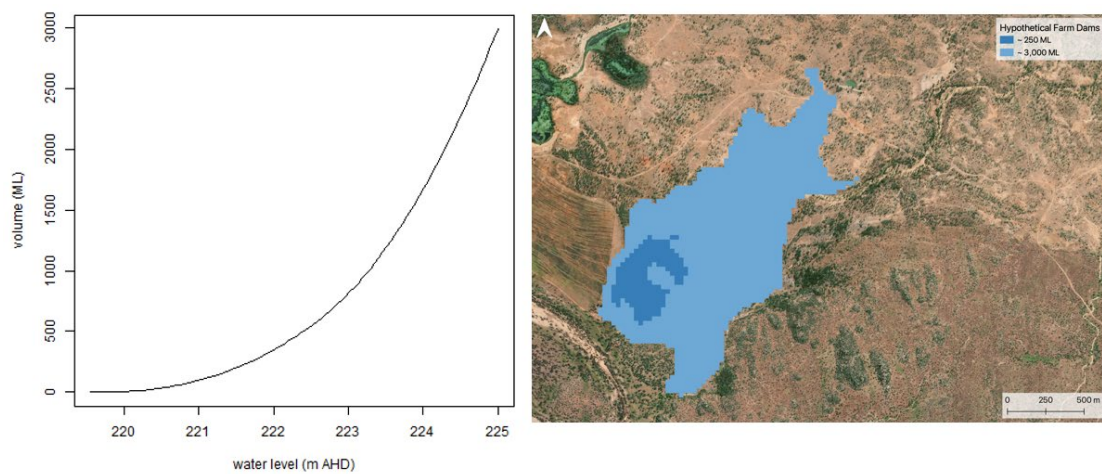 3000
2500
2000
1500
1000
500
0
volume (ML)
220 221 222 223 224 225
water level (m AHD)
Hypothetical Farm Dams
~ 250 ML
~ 3,000 ML
0 250 500 m